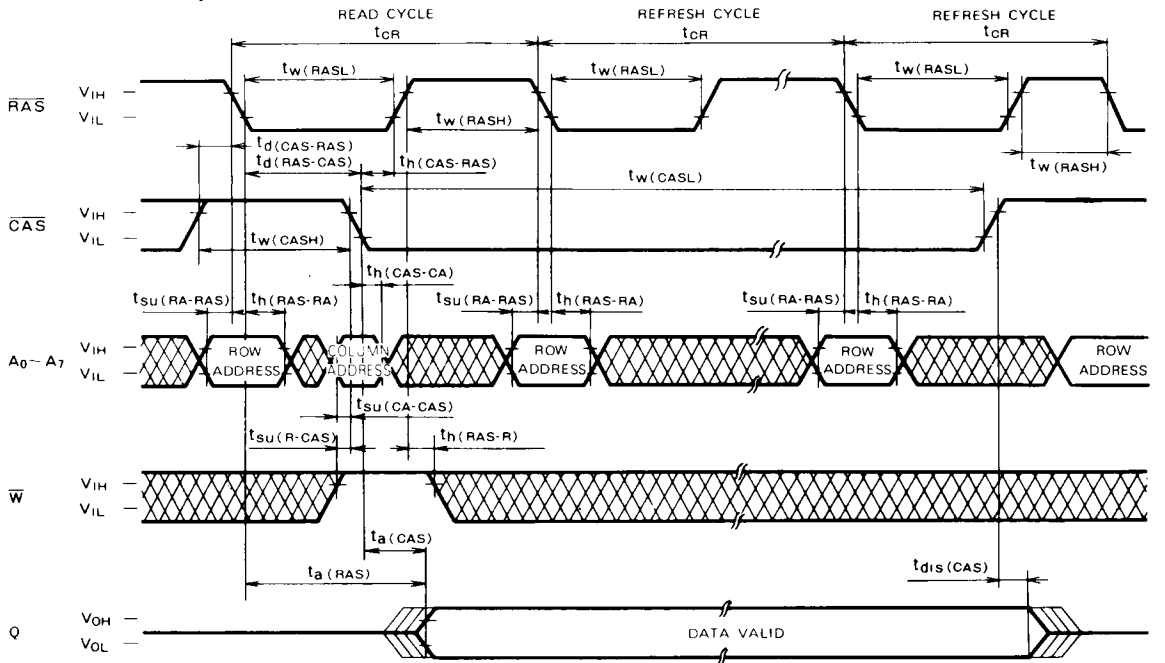 READ CYCLE REFRESH CYCLE REFRESH CYCLE
tCR tCR tCR
tw(RASL) tw(RASL) tw(RASL)
RAS VIH VIL
tw(RASH) tw(RASH)
td(CAS-RAS)
td(RAS-CAS) th(CAS-RAS)
tw(CASL)
CAS VIH VIL
tw(CASH)
th(CAS-CA)
tsu(RA-RAS) th(RAS-RA) tsu(RA-RAS) th(RAS-RA) tsu(RA-RAS) th(RAS-RA)
A0~A7 VIH VIL
ROW ADDRESS COLUMN ADDRESS ROW ADDRESS ROW ADDRESS ROW ADDRESS
tsu(CA-CAS)
tsu(R-CAS) th(RAS-R)
W VIH VIL
ta(CAS)
ta(RAS) tdis(CAS)
Q VOH VOL
DATA VALID